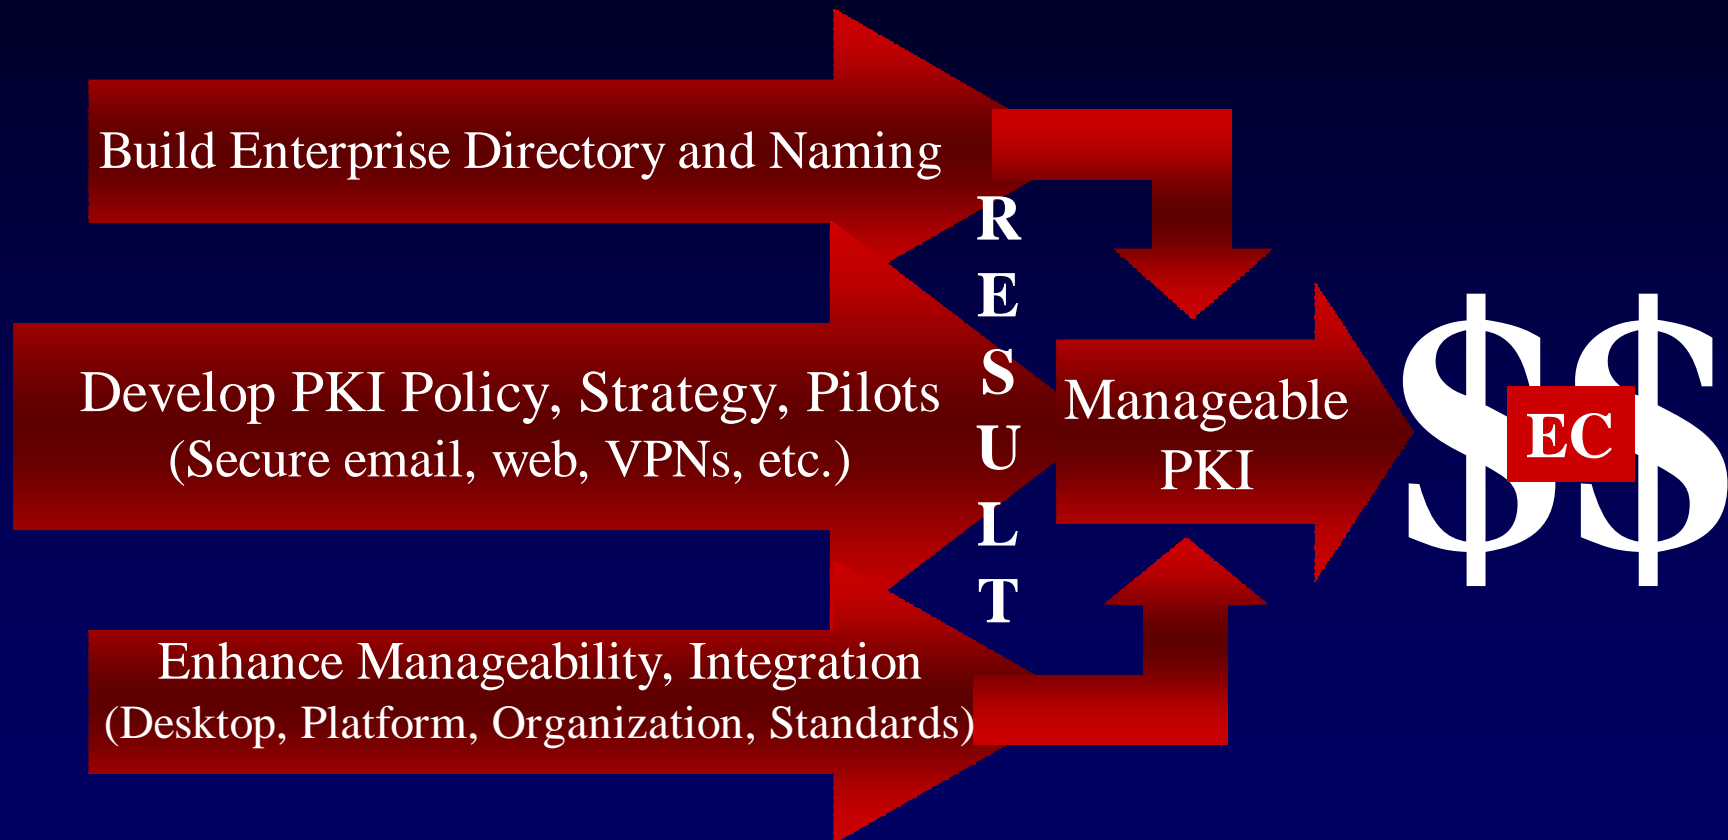 Build Enterprise Directory and Naming
Develop PKI Policy, Strategy, Pilots
(Secure email, web, VPNs, etc.)
Enhance Manageability, Integration
(Desktop, Platform, Organization, Standards)
R
E
S
U
L
T
Manageable
PKI
$$
EC